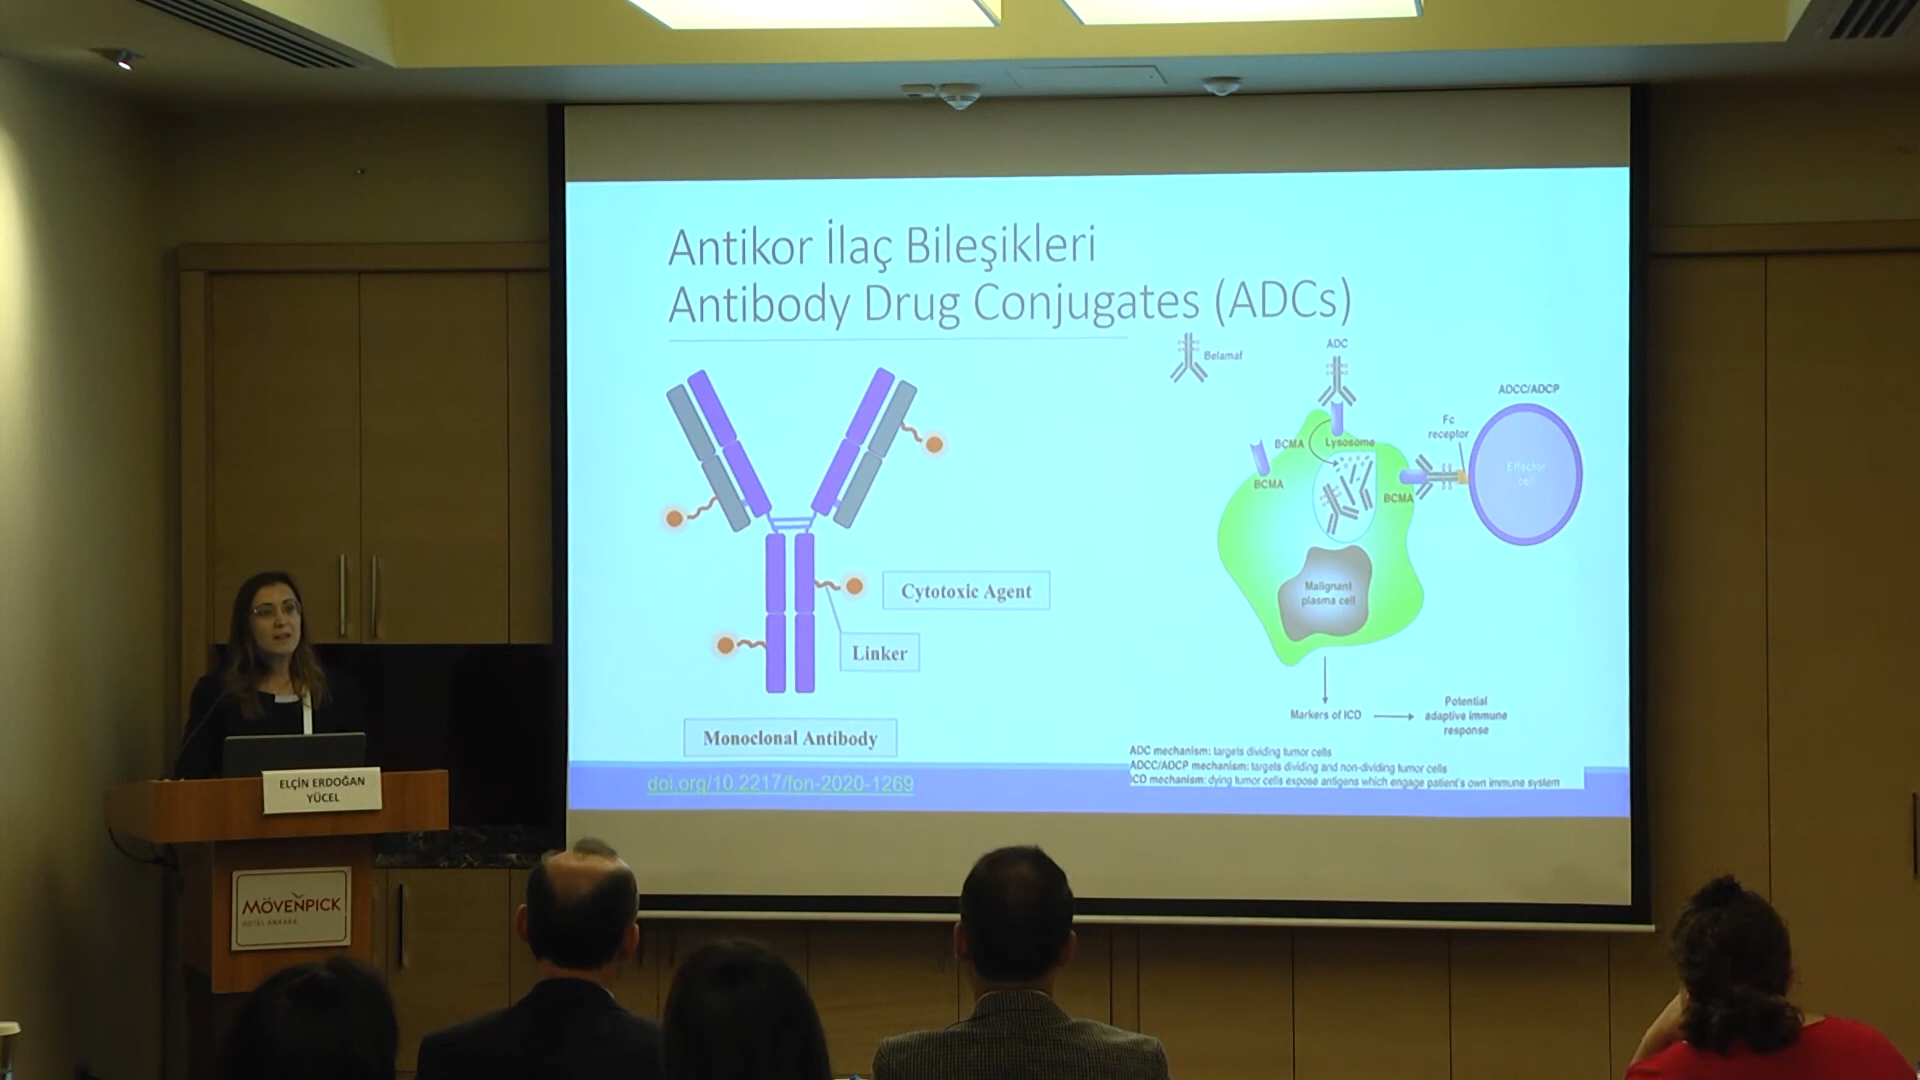 Antikor İlaç Bileşikleri
Antibody Drug Conjugates (ADCs)
Belamaf
ADC
ADCC/ADCP
Fc
receptor
BCMA
Lysosome
BCMA
BCMA
Effector
cell
Malignant
plasma cell
Cytotoxic Agent
Linker
Monoclonal Antibody
Markers of ICD
Potential
adaptive immune
response
ADC mechanism: targets dividing tumor cells
ADCC/ADCP mechanism: targets dividing and non-dividing tumor cells
ICD mechanism: dying tumor cells expose antigens which engage patient's own immune system
doi.org/10.2217/fon-2020-1269
ELÇİN ERDOĞAN
YÜCEL
MÖVENPICK
HOTEL ANKARA